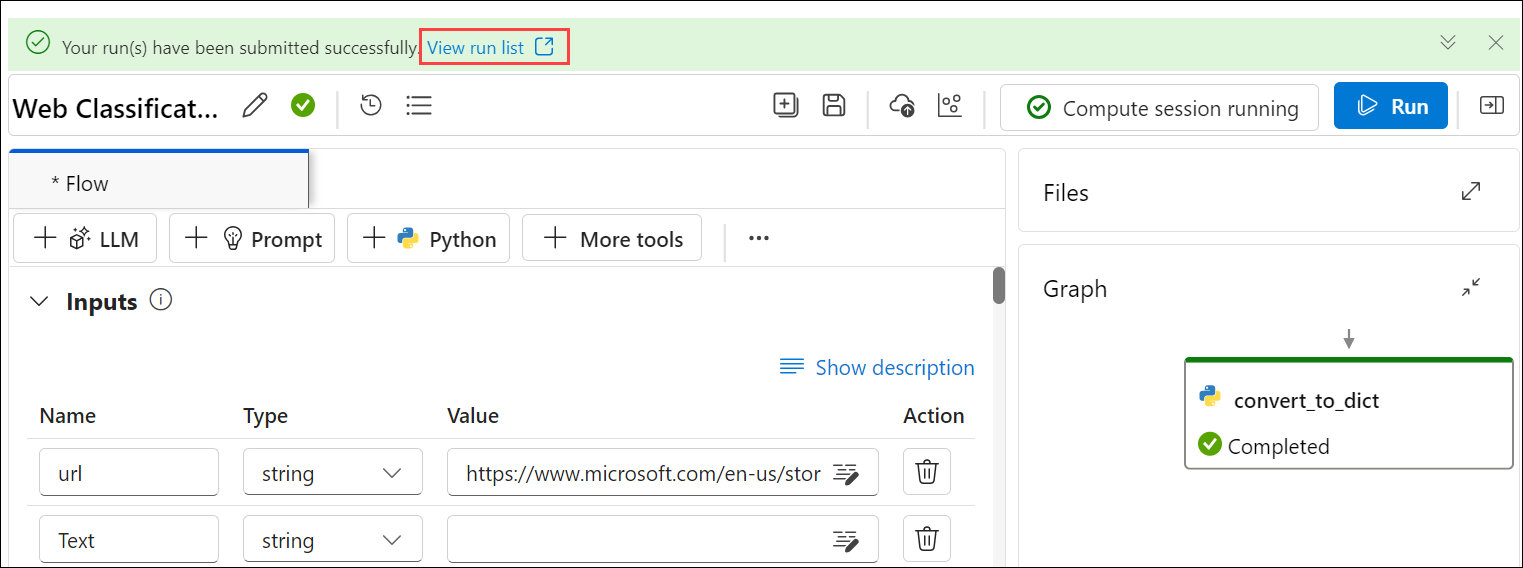 Your run(s) have been submitted successfully. View run list
Web Classificat...
Compute session running
Run
* Flow
LLM
Prompt
Python
More tools
...
Inputs
Show description
Name Type Value Action
url string https://www.microsoft.com/en-us/stor
Text string
Files
Graph
convert_to_dict
Completed